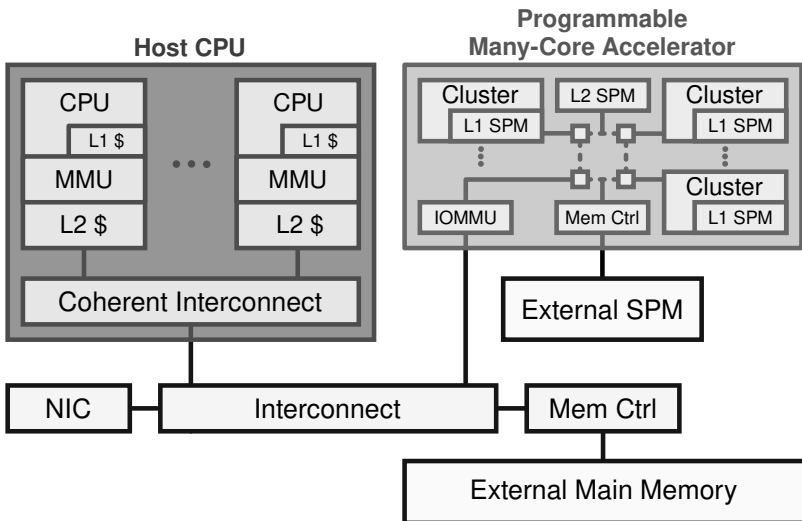 Host CPU
CPU
L1 $
MMU
L2 $
CPU
L1 $
MMU
L2 $
Coherent Interconnect
Programmable
Many-Core Accelerator
Cluster
L1 SPM
L2 SPM
Cluster
L1 SPM
Cluster
L1 SPM
IOMMU
Mem Ctrl
External SPM
NIC
Interconnect
Mem Ctrl
External Main Memory